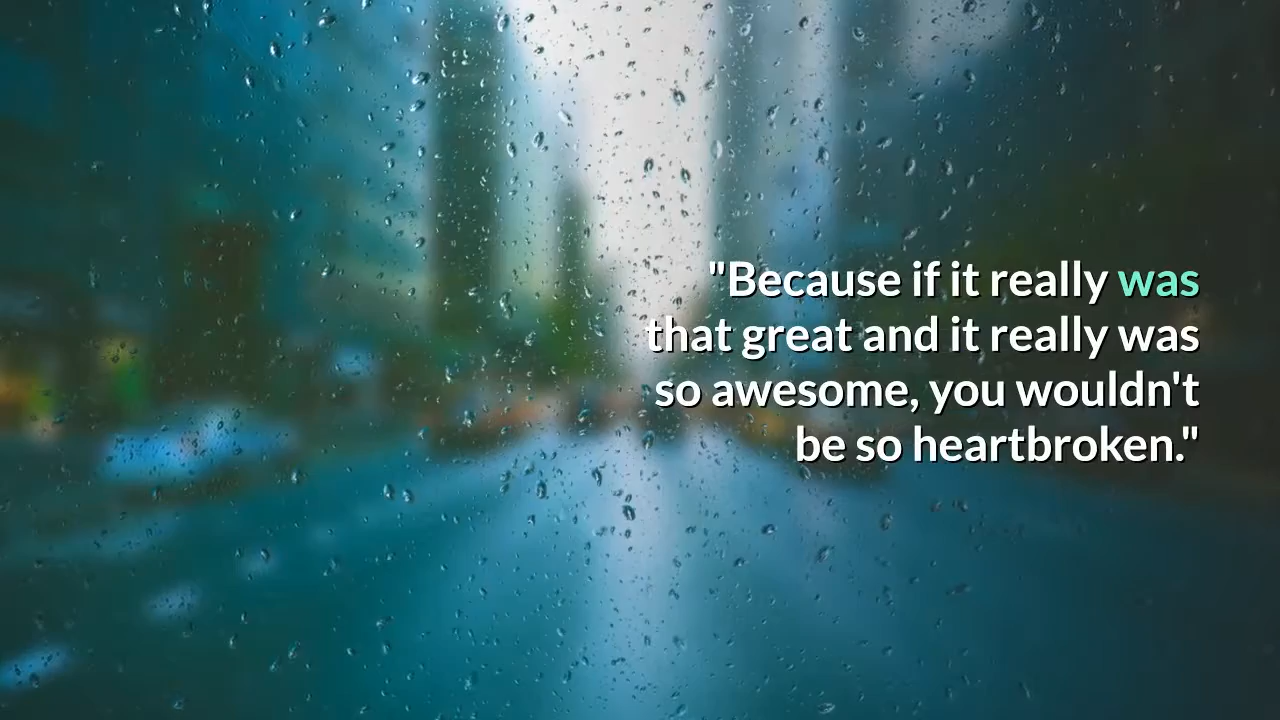 "Because if it really was
that great and it really was
so awesome, you wouldn't
be so heartbroken."